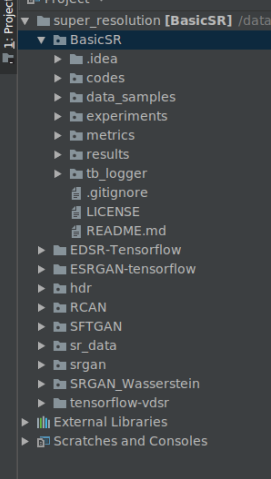 Project
1: Project
super_resolution [BasicSR] /data
BasicSR
.idea
codes
data_samples
experiments
metrics
results
tb_logger
.gitignore
LICENSE
README.md
EDSR-Tensorflow
ESRGAN-tensorflow
hdr
RCAN
SFTGAN
sr_data
srgan
SRGAN_Wasserstein
tensorflow-vdsr
External Libraries
Scratches and Consoles